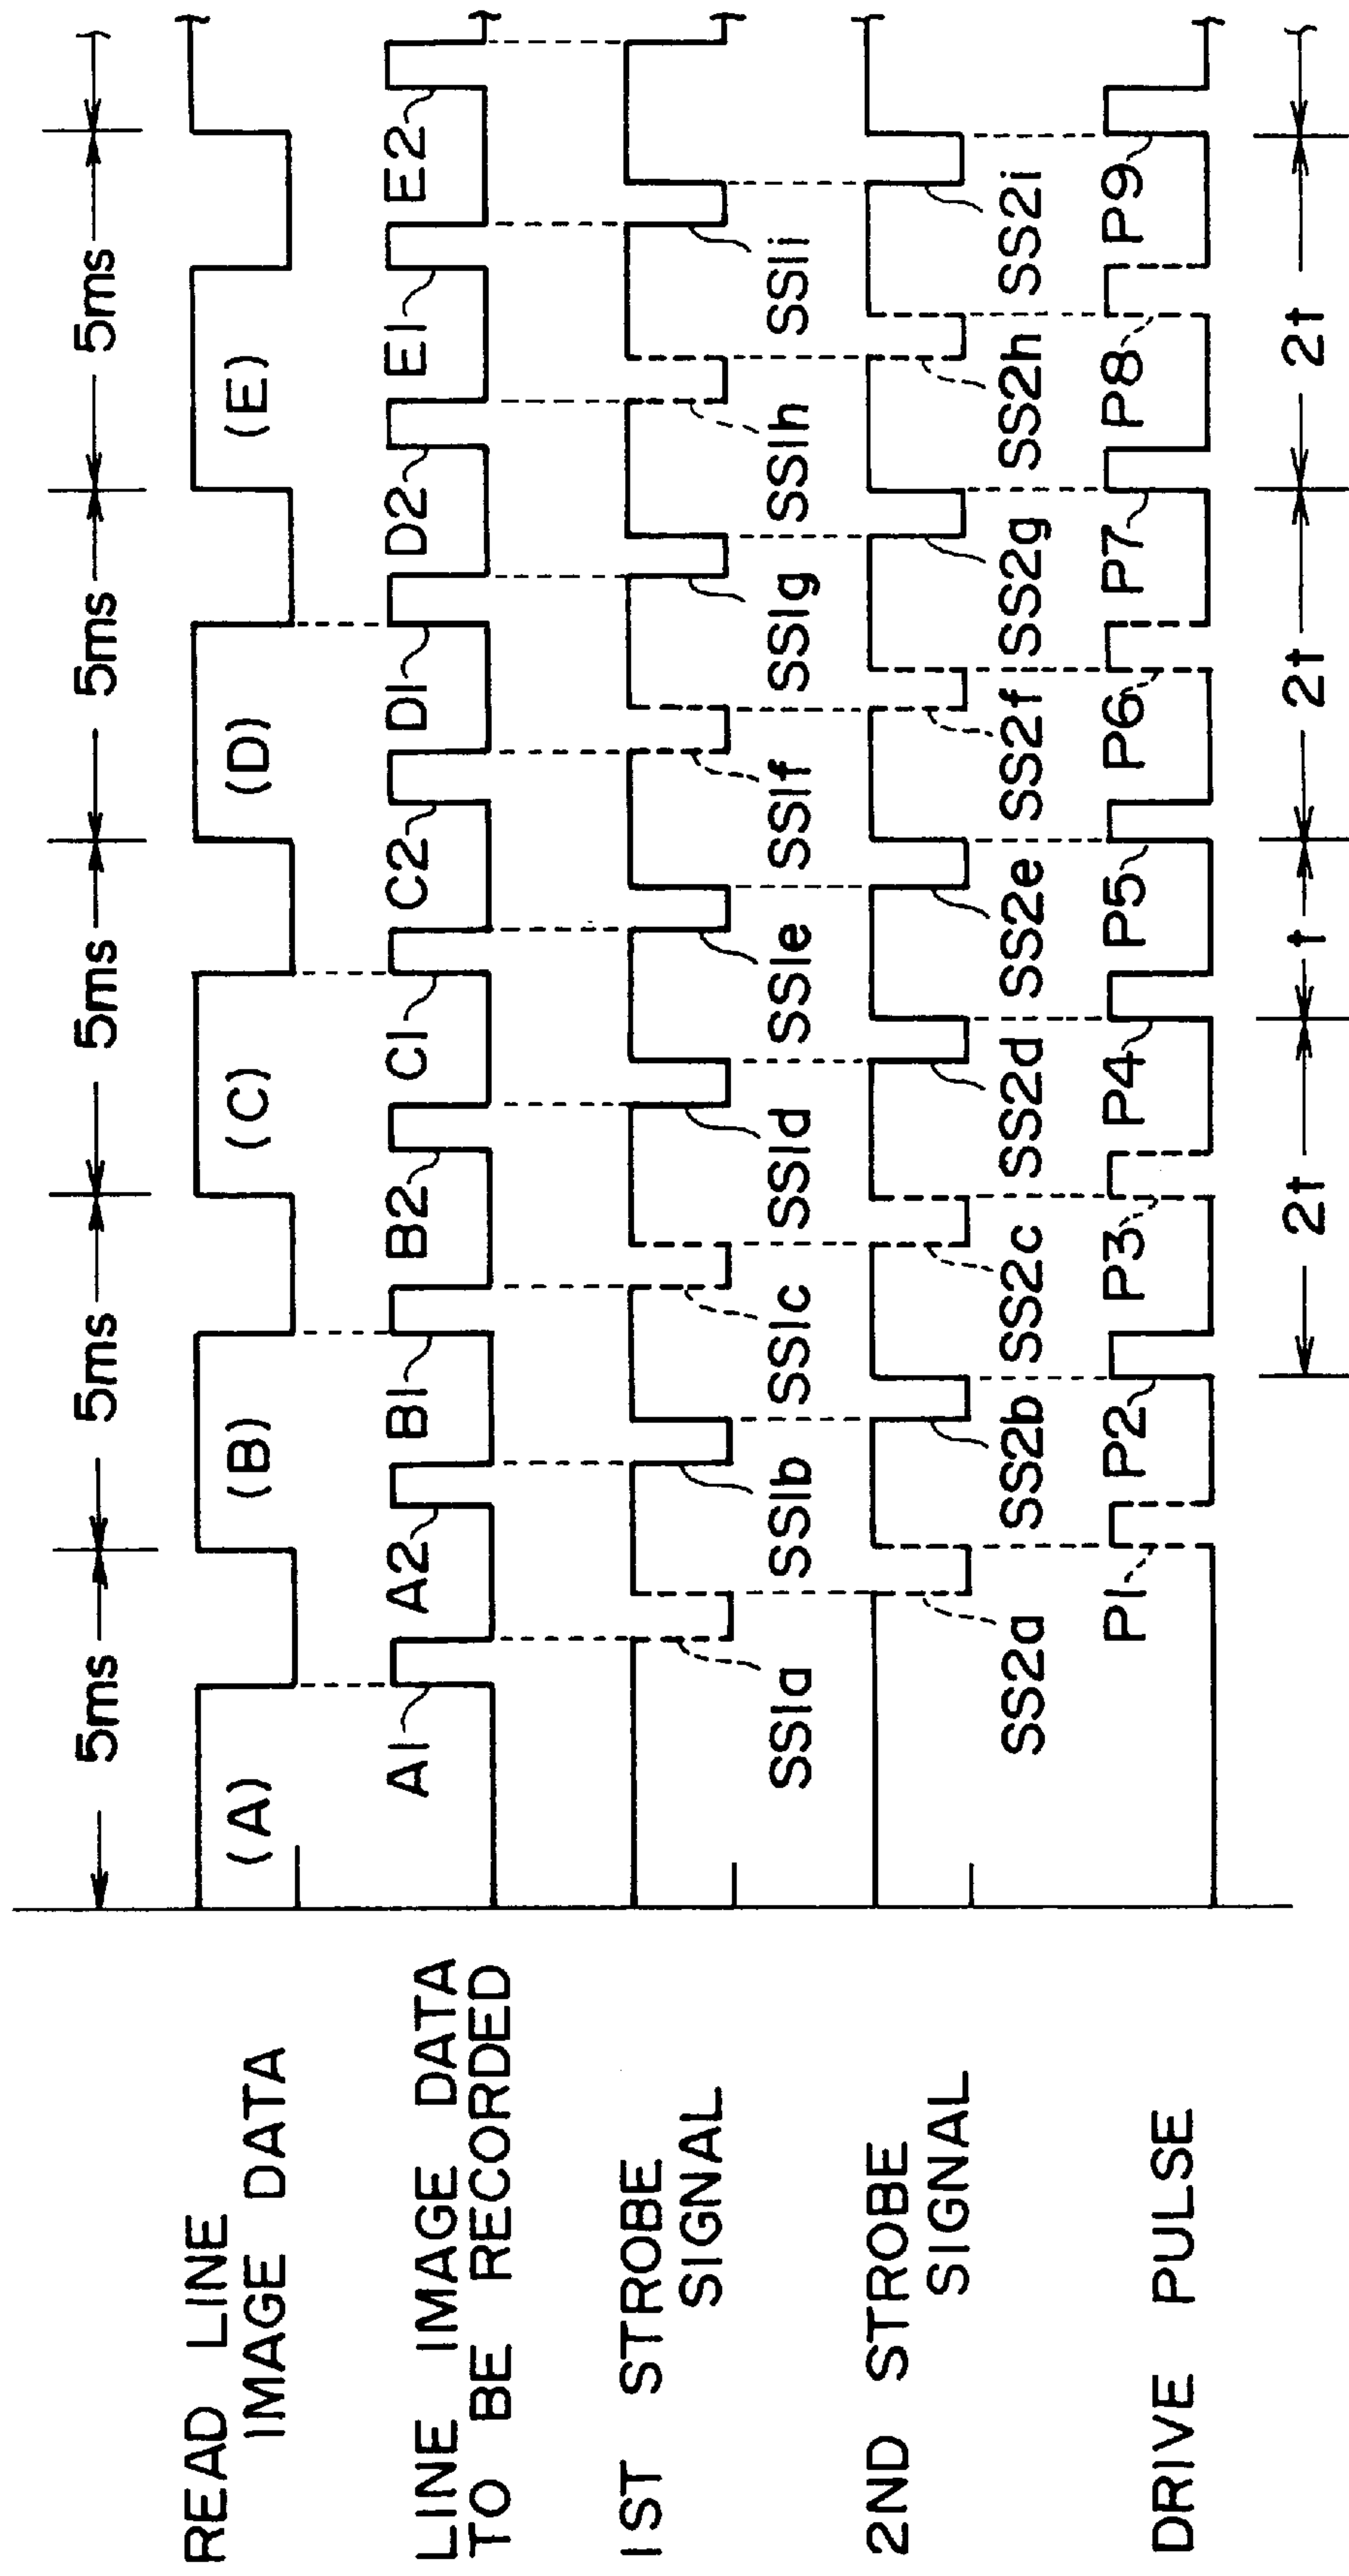 5ms 5ms 5ms 5ms 5ms
READ LINE
IMAGE DATA
(A) (B) (C) (D) (E)
LINE IMAGE DATA
TO BE RECORDED
A1 A2 B1 B2 C1 C2 D1 D2 E1 E2
1ST STROBE
SIGNAL
SS1a SS1b SS1c SS1d SS1e SS1f SS1g SS1h SS1i
2ND STROBE
SIGNAL
SS2a SS2b SS2c SS2d SS2e SS2f SS2g SS2h SS2i
DRIVE PULSE
P1 P2 P3 P4 P5 P6 P7 P8 P9
2t t 2t 2t